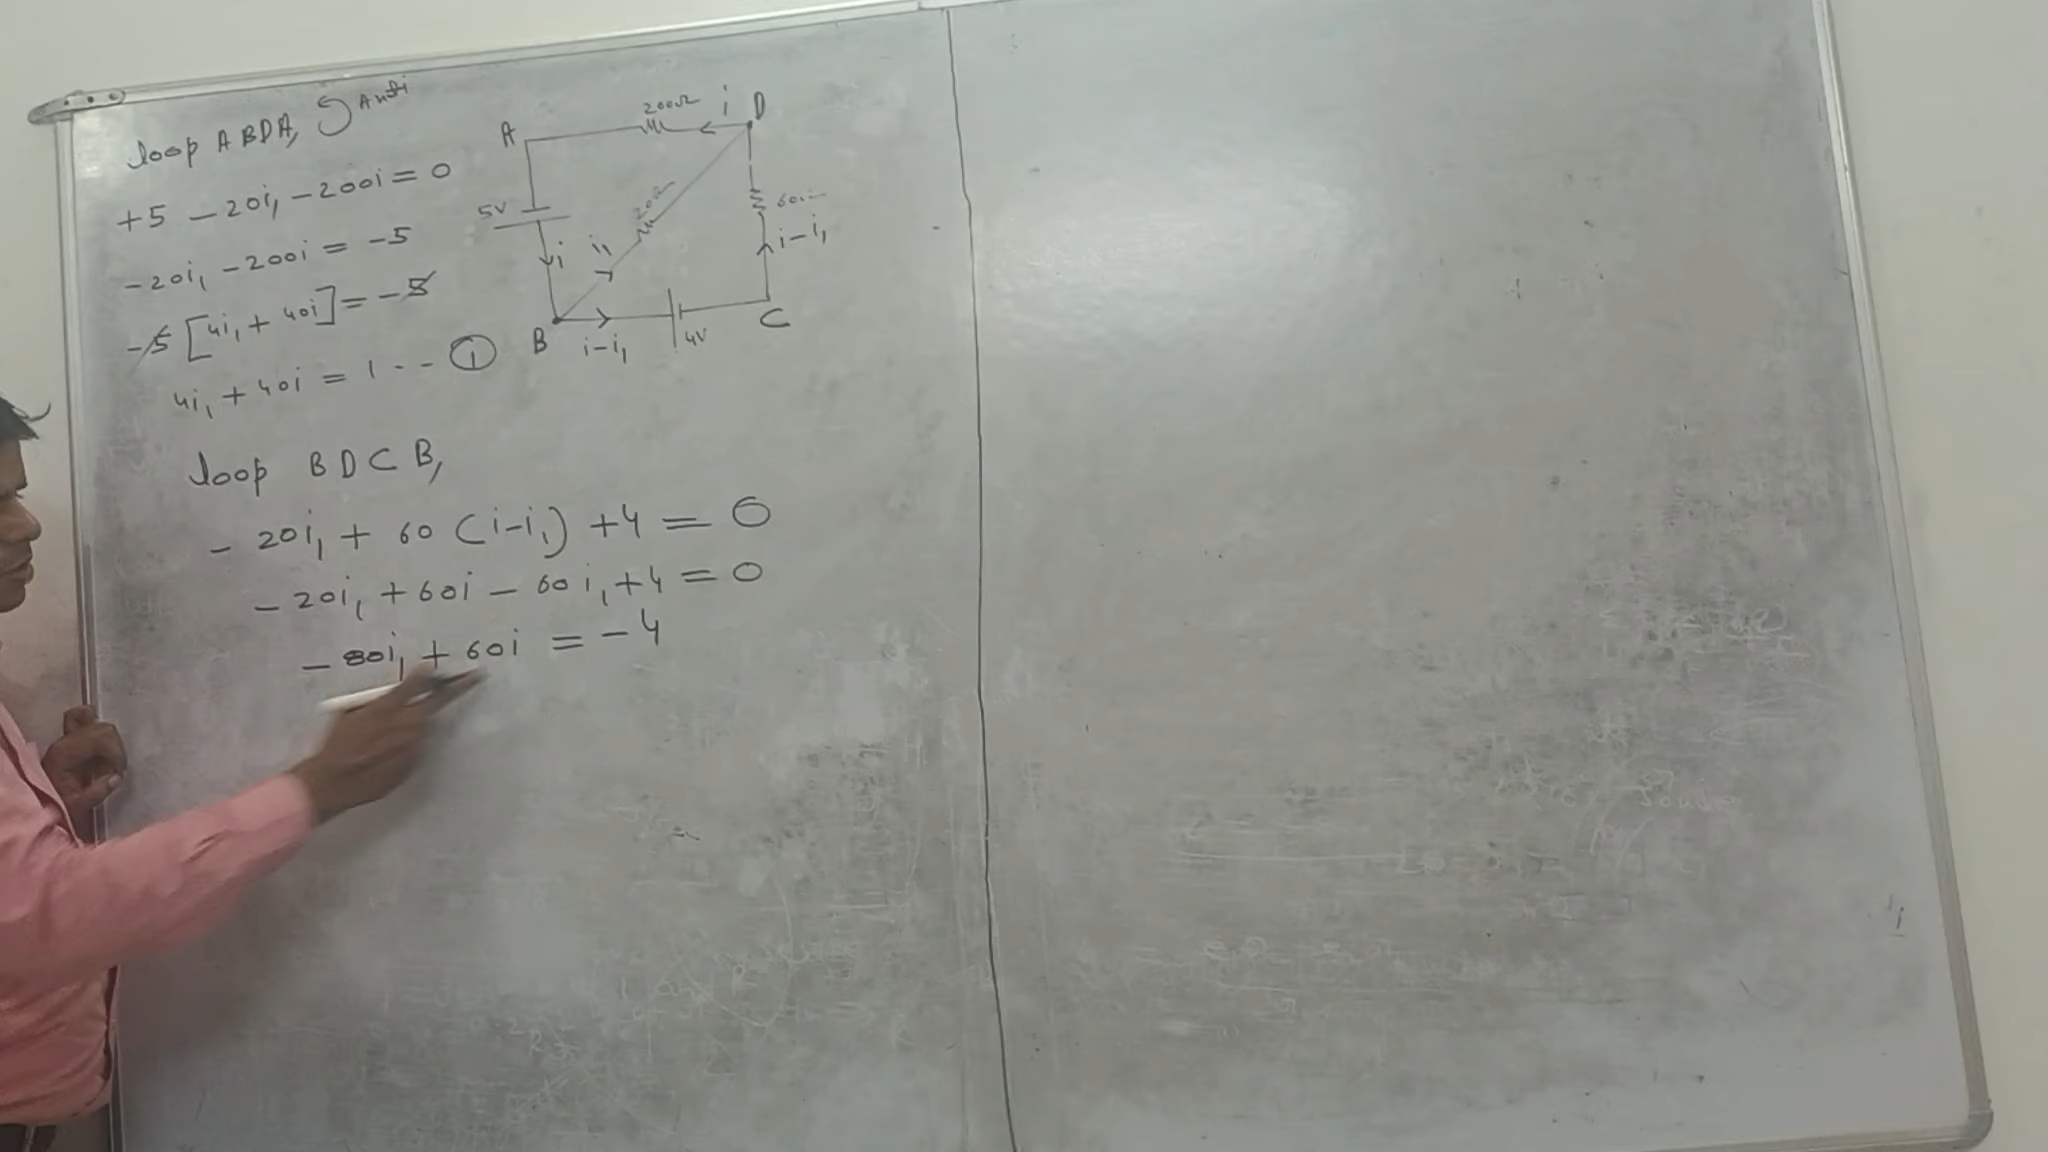 loop ABDA, Anti
+5 - 20i₁ - 200i = 0
- 20i₁ - 200i = -5
-5 [4i₁ + 40i] = -5
4i₁ + 40i = 1 -- ①
A
200Ω
i
D
5V
i
i₁
20Ω
60Ω
i-i₁
B
i-i₁
4V
C
loop BDCB,
- 20i₁ + 60 (i-i₁) +4 = 0
- 20i₁ + 60i - 60i₁ +4 = 0
- 80i₁ + 60i = -4